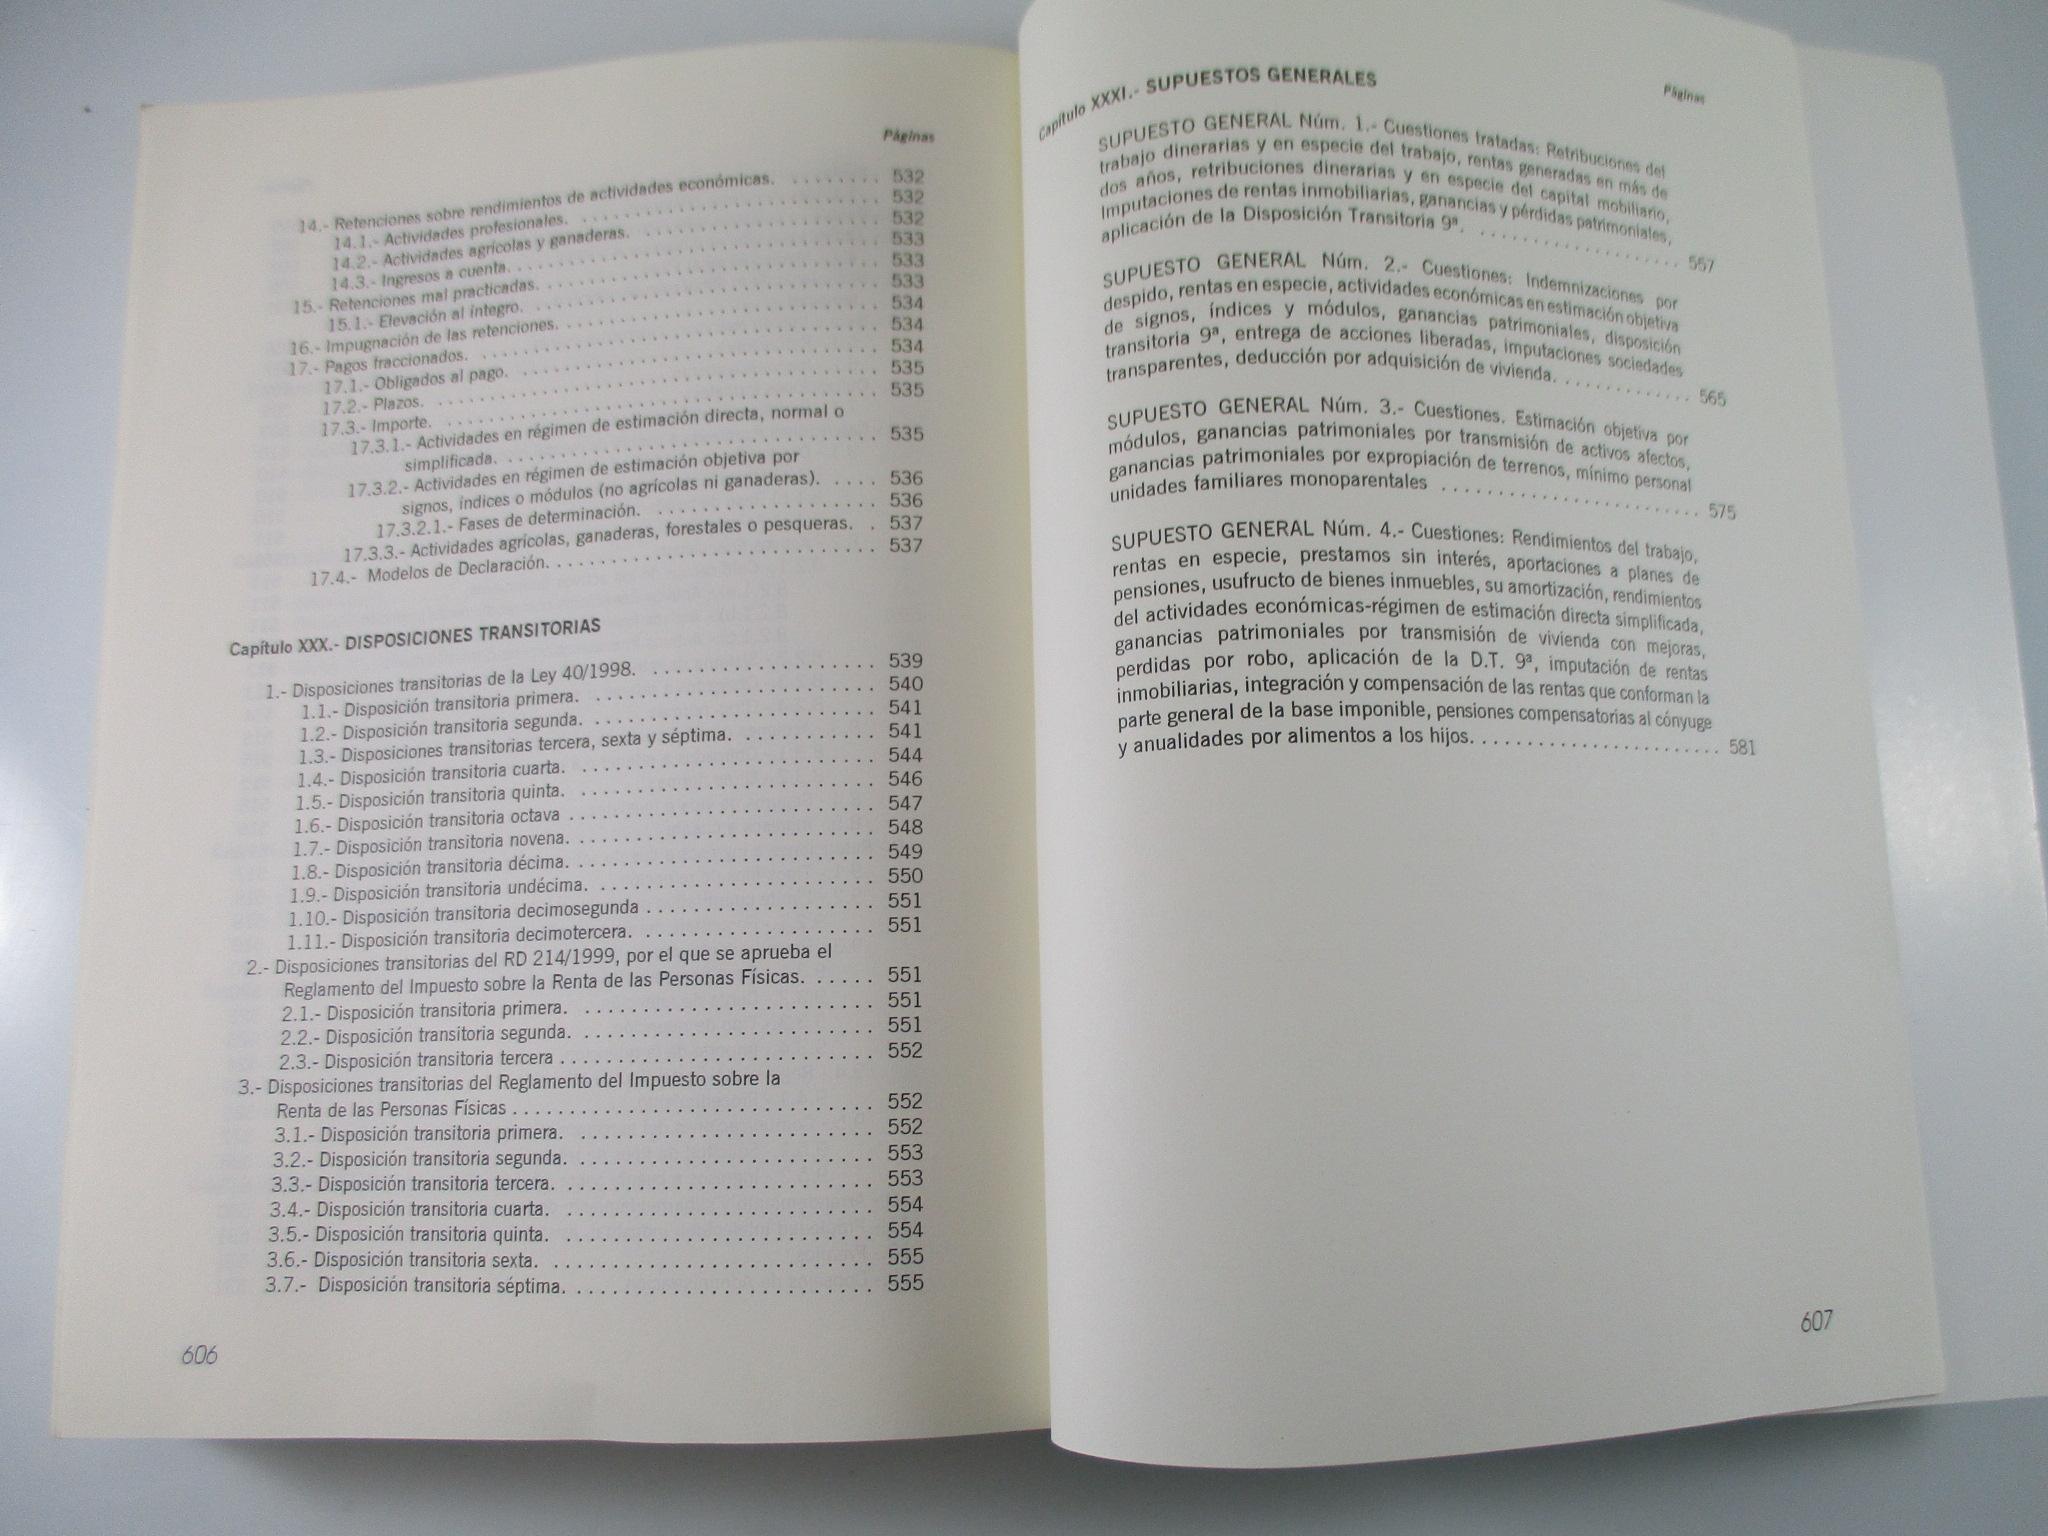 Páginas
14.- Retenciones sobre rendimientos de actividades económicas. . . . . . . . . 532
14.1.- Actividades profesionales. . . . . . . . . . . . . . . . . . . . . . . . . . 532
14.2.- Actividades agrícolas y ganaderas. . . . . . . . . . . . . . . . . . . . . 532
14.3.- Ingresos a cuenta. . . . . . . . . . . . . . . . . . . . . . . . . . . . . . . 533
15.- Retenciones mal practicadas. . . . . . . . . . . . . . . . . . . . . . . . . . . . 533
15.1.- Elevación al íntegro. . . . . . . . . . . . . . . . . . . . . . . . . . . . . . 533
16.- Impugnación de las retenciones. . . . . . . . . . . . . . . . . . . . . . . . . . 534
17.- Pagos fraccionados. . . . . . . . . . . . . . . . . . . . . . . . . . . . . . . . . . 534
17.1.- Obligados al pago. . . . . . . . . . . . . . . . . . . . . . . . . . . . . . . 534
17.2.- Plazos. . . . . . . . . . . . . . . . . . . . . . . . . . . . . . . . . . . . . . 535
17.3.- Importe. . . . . . . . . . . . . . . . . . . . . . . . . . . . . . . . . . . . . 535
17.3.1.- Actividades en régimen de estimación directa, normal o
simplificada. . . . . . . . . . . . . . . . . . . . . . . . . . . . . . . 535
17.3.2.- Actividades en régimen de estimación objetiva por
signos, índices o módulos (no agrícolas ni ganaderas). . . . . 536
17.3.2.1.- Fases de determinación. . . . . . . . . . . . . . . . . . . 536
17.3.3.- Actividades agrícolas, ganaderas, forestales o pesqueras. . 537
17.4.- Modelos de Declaración. . . . . . . . . . . . . . . . . . . . . . . . . . . . 537
Capítulo XXX.- DISPOSICIONES TRANSITORIAS
1.- Disposiciones transitorias de la Ley 40/1998. . . . . . . . . . . . . . . . . . . . 539
1.1.- Disposición transitoria primera. . . . . . . . . . . . . . . . . . . . . . . . . 540
1.2.- Disposición transitoria segunda. . . . . . . . . . . . . . . . . . . . . . . . . 541
1.3.- Disposiciones transitorias tercera, sexta y séptima. . . . . . . . . . . . . 541
1.4.- Disposición transitoria cuarta. . . . . . . . . . . . . . . . . . . . . . . . . . 544
1.5.- Disposición transitoria quinta. . . . . . . . . . . . . . . . . . . . . . . . . . 546
1.6.- Disposición transitoria octava . . . . . . . . . . . . . . . . . . . . . . . . . . 547
1.7.- Disposición transitoria novena. . . . . . . . . . . . . . . . . . . . . . . . . . 548
1.8.- Disposición transitoria décima. . . . . . . . . . . . . . . . . . . . . . . . . . 549
1.9.- Disposición transitoria undécima. . . . . . . . . . . . . . . . . . . . . . . . 550
1.10.- Disposición transitoria decimosegunda . . . . . . . . . . . . . . . . . . . . 551
1.11.- Disposición transitoria decimotercera. . . . . . . . . . . . . . . . . . . . . 551
2.- Disposiciones transitorias del RD 214/1999, por el que se aprueba el
Reglamento del Impuesto sobre la Renta de las Personas Físicas. . . . . . 551
2.1.- Disposición transitoria primera. . . . . . . . . . . . . . . . . . . . . . . . . . 551
2.2.- Disposición transitoria segunda. . . . . . . . . . . . . . . . . . . . . . . . . . 551
2.3.- Disposición transitoria tercera . . . . . . . . . . . . . . . . . . . . . . . . . . . 552
3.- Disposiciones transitorias del Reglamento del Impuesto sobre la
Renta de las Personas Físicas . . . . . . . . . . . . . . . . . . . . . . . . . . . . . . 552
3.1.- Disposición transitoria primera. . . . . . . . . . . . . . . . . . . . . . . . . . 552
3.2.- Disposición transitoria segunda. . . . . . . . . . . . . . . . . . . . . . . . . . 553
3.3.- Disposición transitoria tercera. . . . . . . . . . . . . . . . . . . . . . . . . . . 553
3.4.- Disposición transitoria cuarta. . . . . . . . . . . . . . . . . . . . . . . . . . . 554
3.5.- Disposición transitoria quinta. . . . . . . . . . . . . . . . . . . . . . . . . . . 554
3.6.- Disposición transitoria sexta. . . . . . . . . . . . . . . . . . . . . . . . . . . . 555
3.7.- Disposición transitoria séptima. . . . . . . . . . . . . . . . . . . . . . . . . . 555
606
Páginas
Capítulo XXXI.- SUPUESTOS GENERALES
SUPUESTO GENERAL Núm. 1.- Cuestiones tratadas: Retribuciones del
trabajo dinerarias y en especie del trabajo, rentas generadas en más de
dos años, retribuciones dinerarias y en especie del capital mobiliario,
Imputaciones de rentas inmobiliarias, ganancias y pérdidas patrimoniales,
aplicación de la Disposición Transitoria 9ª. . . . . . . . . . . . . . . . . . . 557
SUPUESTO GENERAL Núm. 2.- Cuestiones: Indemnizaciones por
despido, rentas en especie, actividades económicas en estimación objetiva
de signos, índices y módulos, ganancias patrimoniales, disposición
transitoria 9ª, entrega de acciones liberadas, imputaciones sociedades
transparentes, deducción por adquisición de vivienda. . . . . . . . . . . . . 565
SUPUESTO GENERAL Núm. 3.- Cuestiones. Estimación objetiva por
módulos, ganancias patrimoniales por transmisión de activos afectos,
ganancias patrimoniales por expropiación de terrenos, mínimo personal
unidades familiares monoparentales . . . . . . . . . . . . . . . . . . . . . . . 575
SUPUESTO GENERAL Núm. 4.- Cuestiones: Rendimientos del trabajo,
rentas en especie, prestamos sin interés, aportaciones a planes de
pensiones, usufructo de bienes inmuebles, su amortización, rendimientos
del actividades económicas-régimen de estimación directa simplificada,
ganancias patrimoniales por transmisión de vivienda con mejoras,
perdidas por robo, aplicación de la D.T. 9ª, imputación de rentas
inmobiliarias, integración y compensación de las rentas que conforman la
parte general de la base imponible, pensiones compensatorias al cónyuge
y anualidades por alimentos a los hijos. . . . . . . . . . . . . . . . . . . . . . . 581
607